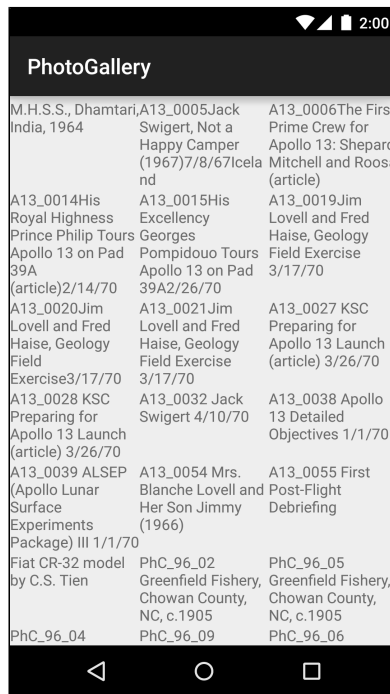 2:00
PhotoGallery
M.H.S.S., Dhamtari,
India, 1964
A13_0005Jack
Swigert, Not a
Happy Camper
(1967)7/8/67Icela
nd
A13_0006The Firs
Prime Crew for
Apollo 13: Shepard
Mitchell and Roosa
(article)
A13_0014His
Royal Highness
Prince Philip Tours
Apollo 13 on Pad
39A
(article)2/14/70
A13_0015His
Excellency
Georges
Pompidouo Tours
Apollo 13 on Pad
39A2/26/70
A13_0019Jim
Lovell and Fred
Haise, Geology
Field Exercise
3/17/70
A13_0020Jim
Lovell and Fred
Haise, Geology
Field
Exercise3/17/70
A13_0021Jim
Lovell and Fred
Haise, Geology
Field Exercise
3/17/70
A13_0027 KSC
Preparing for
Apollo 13 Launch
(article) 3/26/70
A13_0028 KSC
Preparing for
Apollo 13 Launch
(article) 3/26/70
A13_0032 Jack
Swigert 4/10/70
A13_0038 Apollo
13 Detailed
Objectives 1/1/70
A13_0039 ALSEP
(Apollo Lunar
Surface
Experiments
Package) III 1/1/70
A13_0054 Mrs.
Blanche Lovell and
Her Son Jimmy
(1966)
A13_0055 First
Post-Flight
Debriefing
Fiat CR-32 model
by C.S. Tien
PhC_96_02
Greenfield Fishery,
Chowan County,
NC, c.1905
PhC_96_05
Greenfield Fishery,
Chowan County,
NC, c.1905
PhC_96_04
PhC_96_09
PhC_96_06